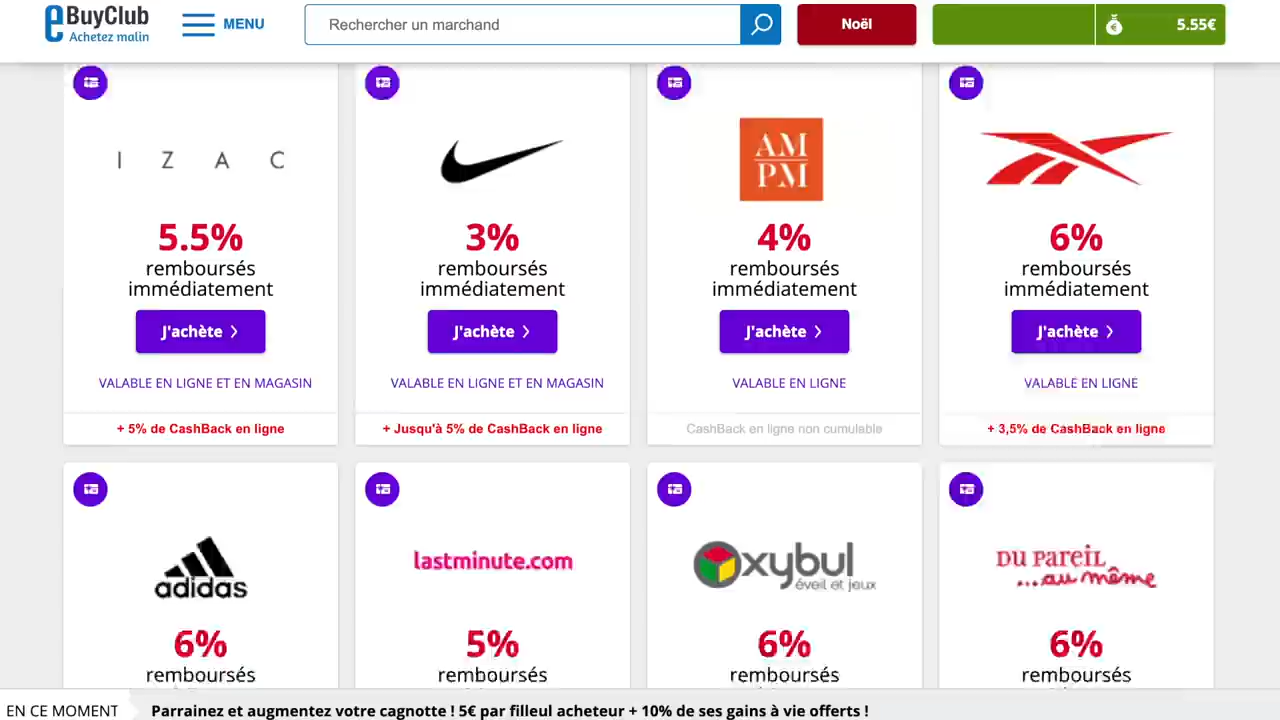 eBuyClub
Achetez malin
MENU
Rechercher un marchand
Noël
5.55€
IZAC
5.5%
remboursés
immédiatement
J'achète
VALABLE EN LIGNE ET EN MAGASIN
+ 5% de CashBack en ligne
3%
remboursés
immédiatement
J'achète
VALABLE EN LIGNE ET EN MAGASIN
+ Jusqu'à 5% de CashBack en ligne
AM
PM
4%
remboursés
immédiatement
J'achète
VALABLE EN LIGNE
CashBack en ligne non cumulable
6%
remboursés
immédiatement
J'achète
VALABLE EN LIGNE
+ 3,5% de CashBack en ligne
adidas
6%
remboursés
lastminute.com
5%
remboursés
Oxybul
éveil et jeux
6%
remboursés
DU PAREIL
...au même
6%
remboursés
EN CE MOMENT
Parrainez et augmentez votre cagnotte ! 5€ par filleul acheteur + 10% de ses gains à vie offerts !